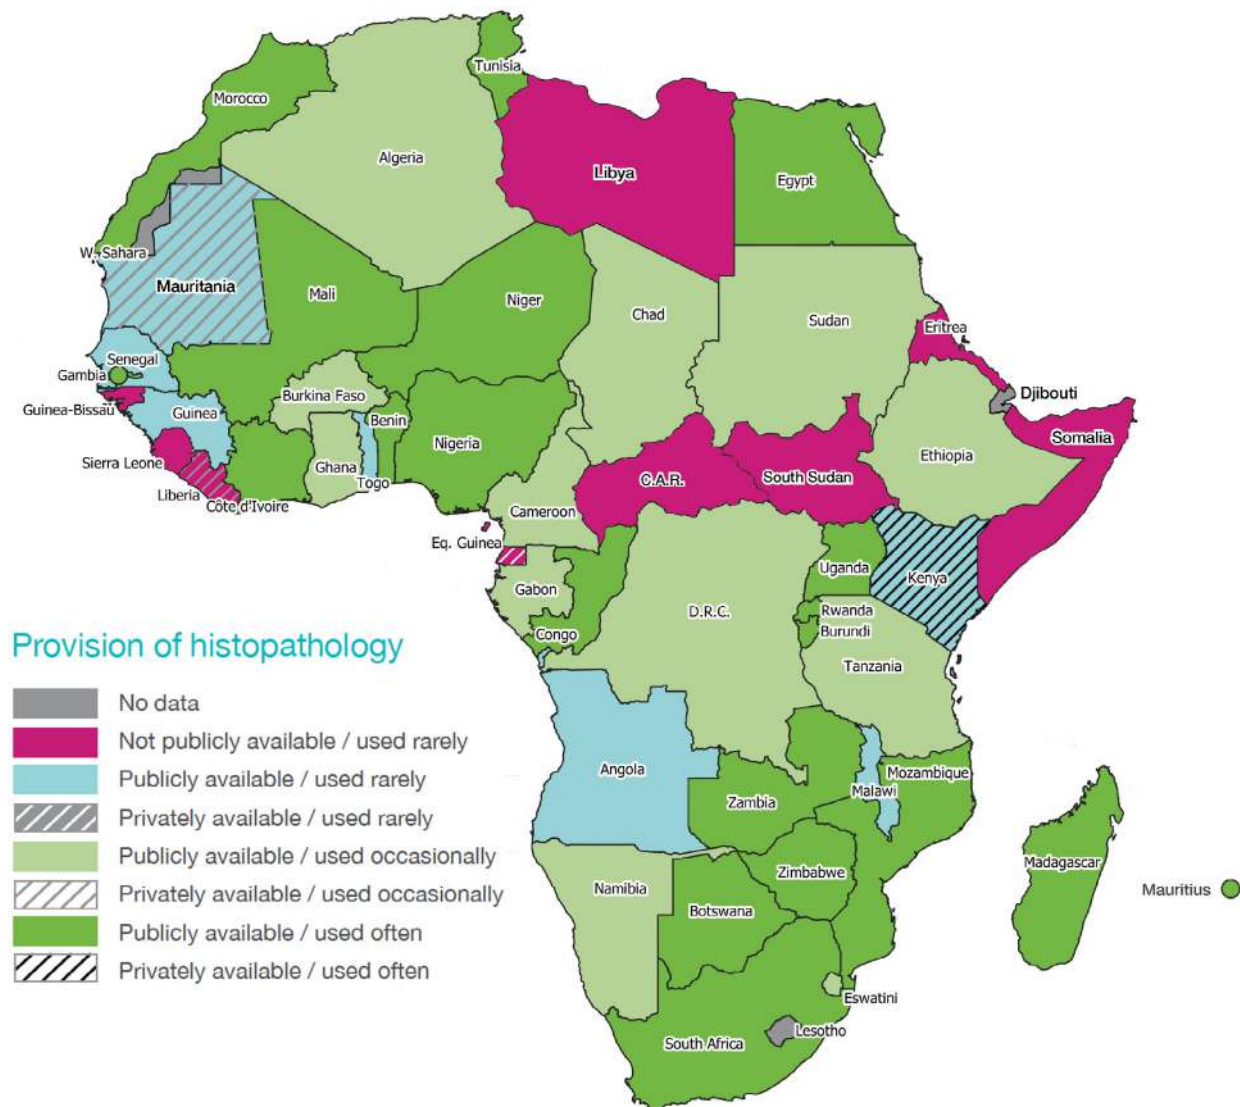 Tunisia
Morocco
Algeria
Libya
Egypt
W. Sahara
Mauritania
Mali
Niger
Chad
Sudan
Eritrea
Senegal
Gambia
Djibouti
Burkina Faso
Guinea-Bissau
Guinea
Benin
Nigeria
Somalia
Ethiopia
Sierra Leone
Ghana
C.A.R.
South Sudan
Togo
Liberia
Côte d'Ivoire
Cameroon
Eq. Guinea
Uganda
Kenya
Gabon
Rwanda
D.R.C.
Congo
Burundi
Tanzania
Provision of histopathology
No data
Not publicly available / used rarely
Publicly available / used rarely
Privately available / used rarely
Publicly available / used occasionally
Privately available / used occasionally
Publicly available / used often
Privately available / used often
Angola
Mozambique
Malawi
Zambia
Madagascar
Zimbabwe
Namibia
Mauritius
Botswana
Eswatini
Lesotho
South Africa